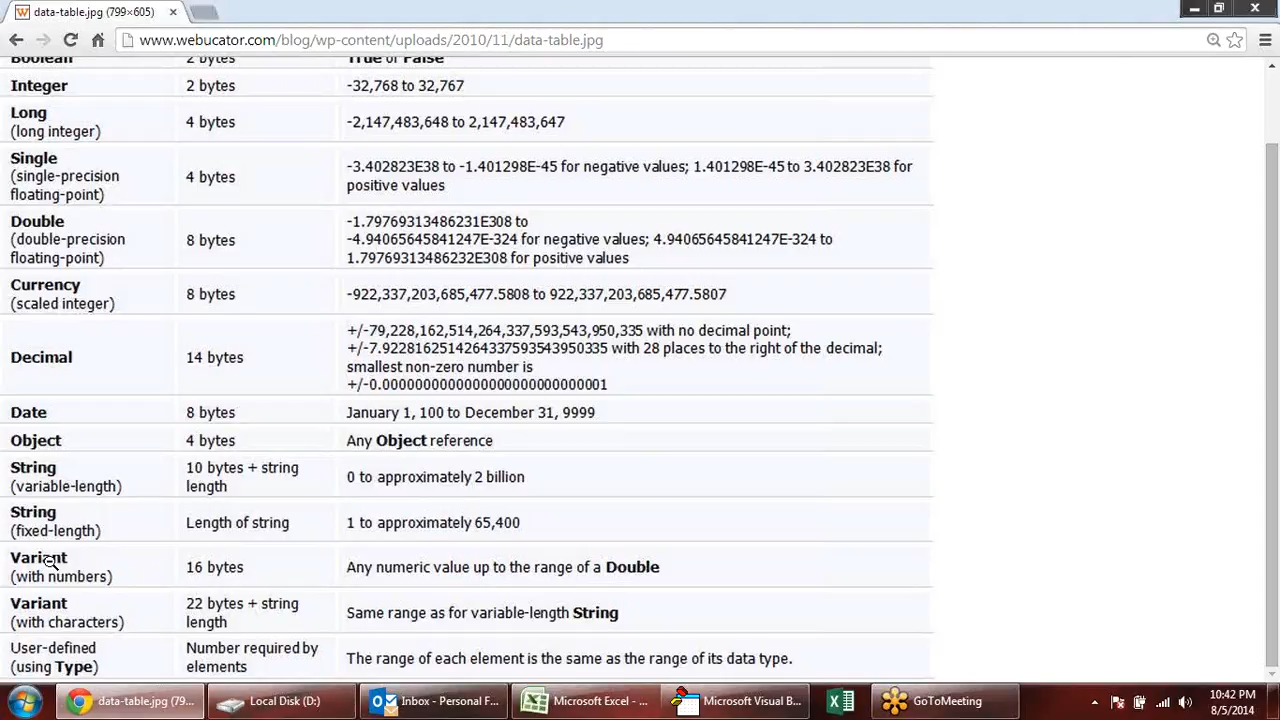 data-table.jpg (799×605)
www.webucator.com/blog/wp-content/uploads/2010/11/data-table.jpg
Boolean 2 bytes True or False
Integer 2 bytes -32,768 to 32,767
Long
(long integer) 4 bytes -2,147,483,648 to 2,147,483,647
Single
(single-precision
floating-point) 4 bytes -3.402823E38 to -1.401298E-45 for negative values; 1.401298E-45 to 3.402823E38 for
positive values
Double
(double-precision
floating-point) 8 bytes -1.79769313486231E308 to
-4.94065645841247E-324 for negative values; 4.94065645841247E-324 to
1.79769313486232E308 for positive values
Currency
(scaled integer) 8 bytes -922,337,203,685,477.5808 to 922,337,203,685,477.5807
Decimal 14 bytes +/-79,228,162,514,264,337,593,543,950,335 with no decimal point;
+/-7.9228162514264337593543950335 with 28 places to the right of the decimal;
smallest non-zero number is
+/-0.0000000000000000000000000001
Date 8 bytes January 1, 100 to December 31, 9999
Object 4 bytes Any Object reference
String
(variable-length) 10 bytes + string
length 0 to approximately 2 billion
String
(fixed-length) Length of string 1 to approximately 65,400
Variant
(with numbers) 16 bytes Any numeric value up to the range of a Double
Variant
(with characters) 22 bytes + string
length Same range as for variable-length String
User-defined
(using Type) Number required by
elements The range of each element is the same as the range of its data type.
data-table.jpg (79... Local Disk (D:) Inbox - Personal F... Microsoft Excel - ... Microsoft Visual B... GoToMeeting 10:42 PM
8/5/2014